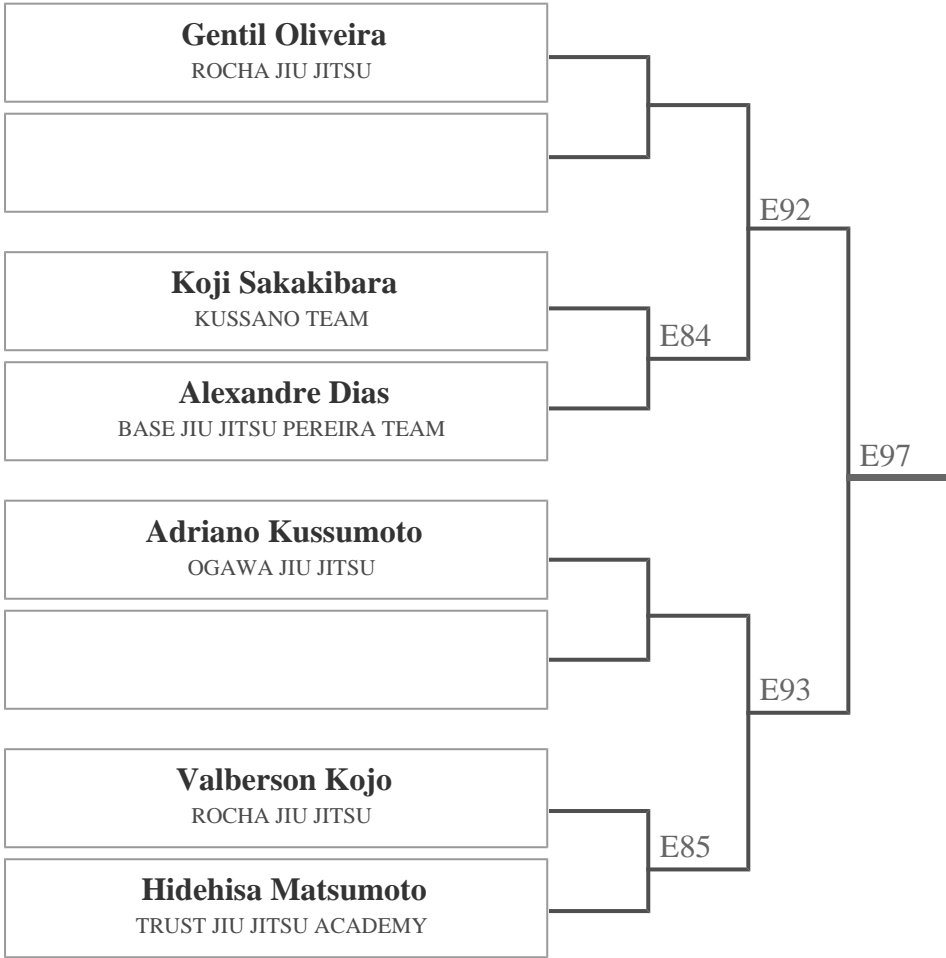 Gentil Oliveira
ROCHA JIU JITSU
E92
Koji Sakakibara
KUSSANO TEAM
E84
Alexandre Dias
BASE JIU JITSU PEREIRA TEAM
E97
Adriano Kussumoto
OGAWA JIU JITSU
E93
Valberson Kojo
ROCHA JIU JITSU
E85
Hidehisa Matsumoto
TRUST JIU JITSU ACADEMY